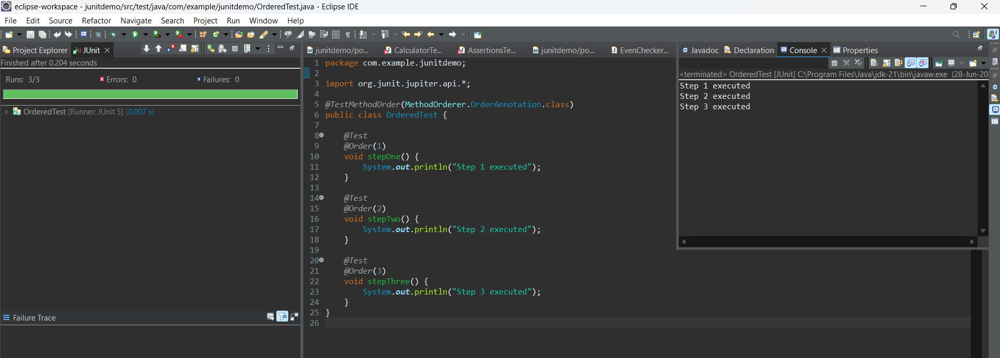 eclipse-workspace - junitdemo/src/test/java/com/example/junitdemo/OrderedTest.java - Eclipse IDE
File Edit Source Refactor Navigate Search Project Run Window Help
Project Explorer JUnit
Finished after 0.204 seconds
Runs: 3/3 Errors: 0 Failures: 0
OrderedTest [Runner: JUnit 5] (0.007 s)
Failure Trace
junitdemo/po... CalculatorTe... AssertionsTe... junitdemo/po... EvenChecker...
1 package com.example.junitdemo;
2
3 import org.junit.jupiter.api.*;
4
5 @TestMethodOrder(MethodOrderer.OrderAnnotation.class)
6 public class OrderedTest {
7
8 @Test
9 @Order(1)
10 void stepOne() {
11 System.out.println("Step 1 executed");
12 }
13
14 @Test
15 @Order(2)
16 void stepTwo() {
17 System.out.println("Step 2 executed");
18 }
19
20 @Test
21 @Order(3)
22 void stepThree() {
23 System.out.println("Step 3 executed");
24 }
25 }
26
Javadoc Declaration Console Properties
<terminated> OrderedTest [JUnit] C:\Program Files\Java\jdk-21\bin\javaw.exe (28-Jun-20
Step 1 executed
Step 2 executed
Step 3 executed